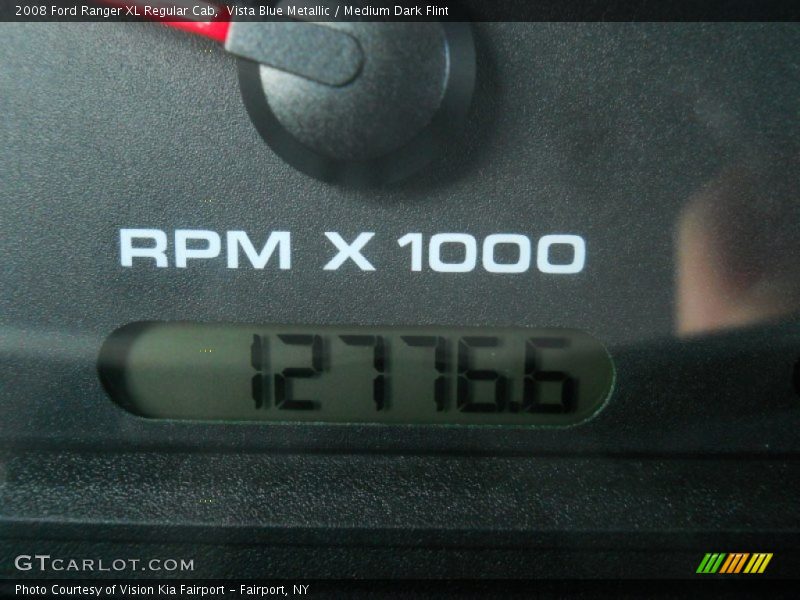 2008 Ford Ranger XL Regular Cab,  Vista Blue Metallic / Medium Dark Flint
RPM X 1000
12776.6
GTCARLOT.COM
Photo Courtesy of Vision Kia Fairport - Fairport, NY